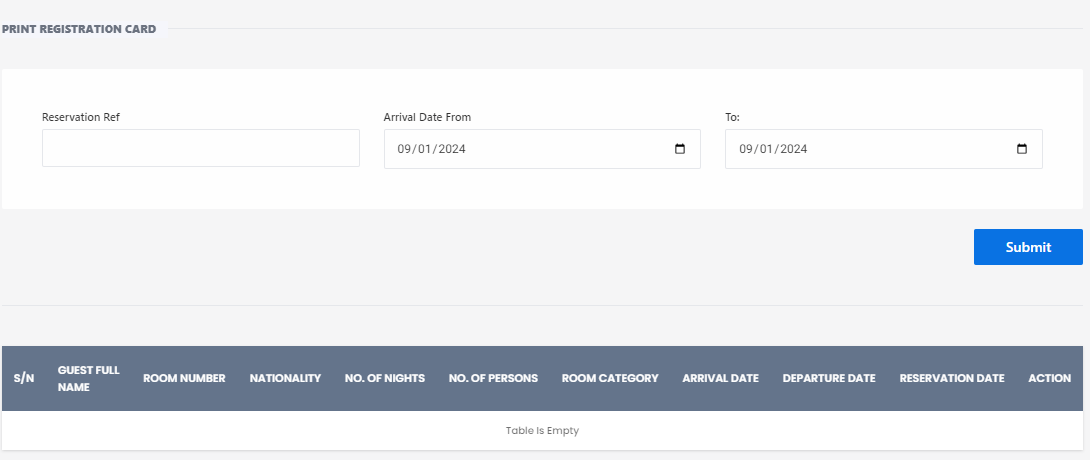 PRINT REGISTRATION CARD
Reservation Ref
Arrival Date From
To:
09/01/2024
09/01/2024
Submit
S/N
GUEST FULL
NAME
ROOM NUMBER
NATIONALITY
NO. OF NIGHTS
NO. OF PERSONS
ROOM CATEGORY
ARRIVAL DATE
DEPARTURE DATE
RESERVATION DATE
ACTION
Table Is Empty